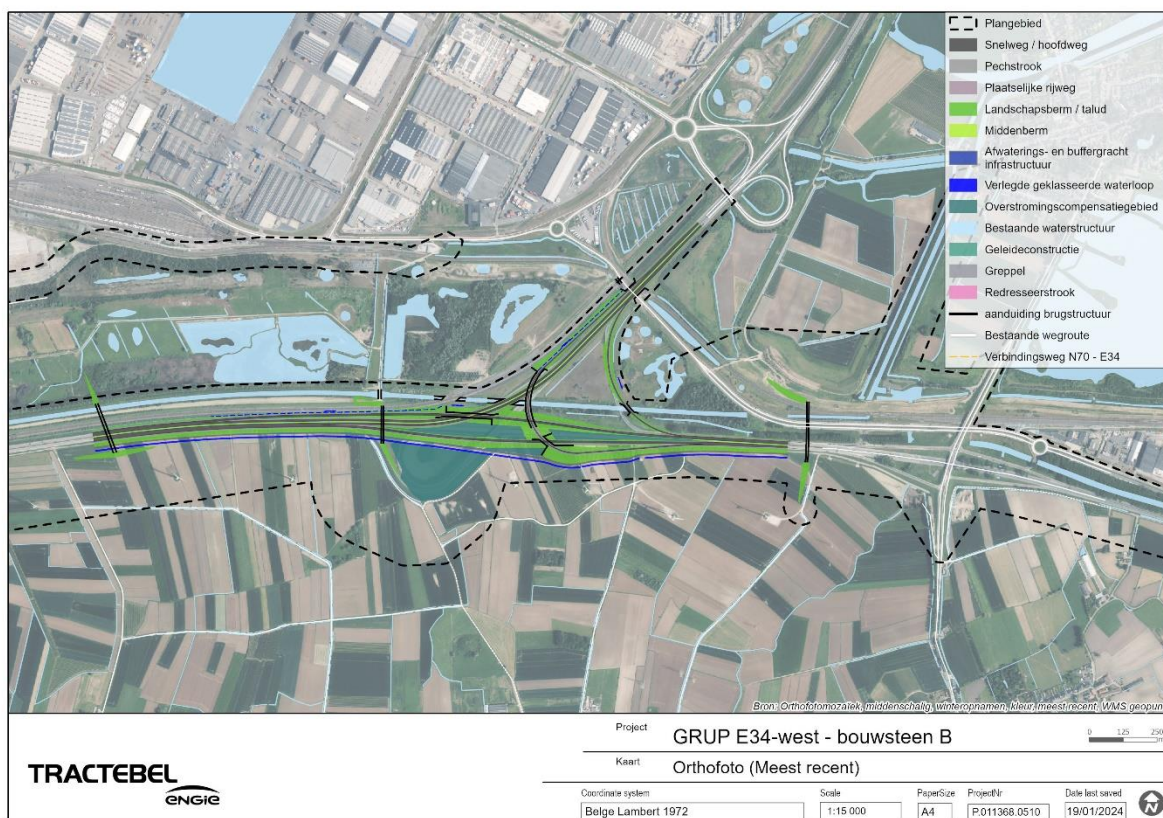 Plangebied
Snelweg / hoofdweg
Pechstrook
Plaatselijke rijweg
Landschapsberm / talud
Middenberm
Afwaterings- en buffergracht
infrastructuur
Verlegde geklasseerde waterloop
Overstromingscompensatiegebied
Bestaande waterstructuur
Geleideconstructie
Greppel
Redresseerstrook
aanduiding brugstructuur
Bestaande wegroute
Verbindingsweg N70 - E34
Bron: Orthofotomozaïek, middenschalig, winteropnamen, kleur, meest recent, WMS geopun
Project GRUP E34-west - bouwsteen B
0 125 250
Kaart Orthofoto (Meest recent)
TRACTEBEL
ENGIE
Coordinate system Scale PaperSize ProjectNr Date last saved
Belge Lambert 1972 1:15 000 A4 P.011368.0510 19/01/2024
N